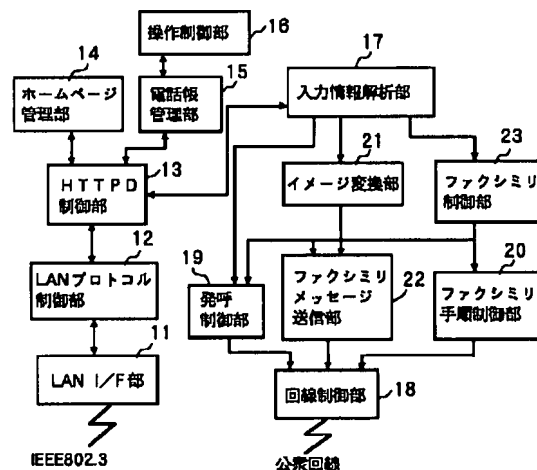 操作制御部
16
14
ホームページ
管理部
15
電話帳
管理部
17
入力情報解析部
13
HTTPD
制御部
21
イメージ変換部
23
ファクシミリ
制御部
12
LANプロトコル
制御部
19
発呼
制御部
22
ファクシミリ
メッセージ
送信部
20
ファクシミリ
手順制御部
11
LAN I/F部
18
回線制御部
IEEE802.3
公衆回線